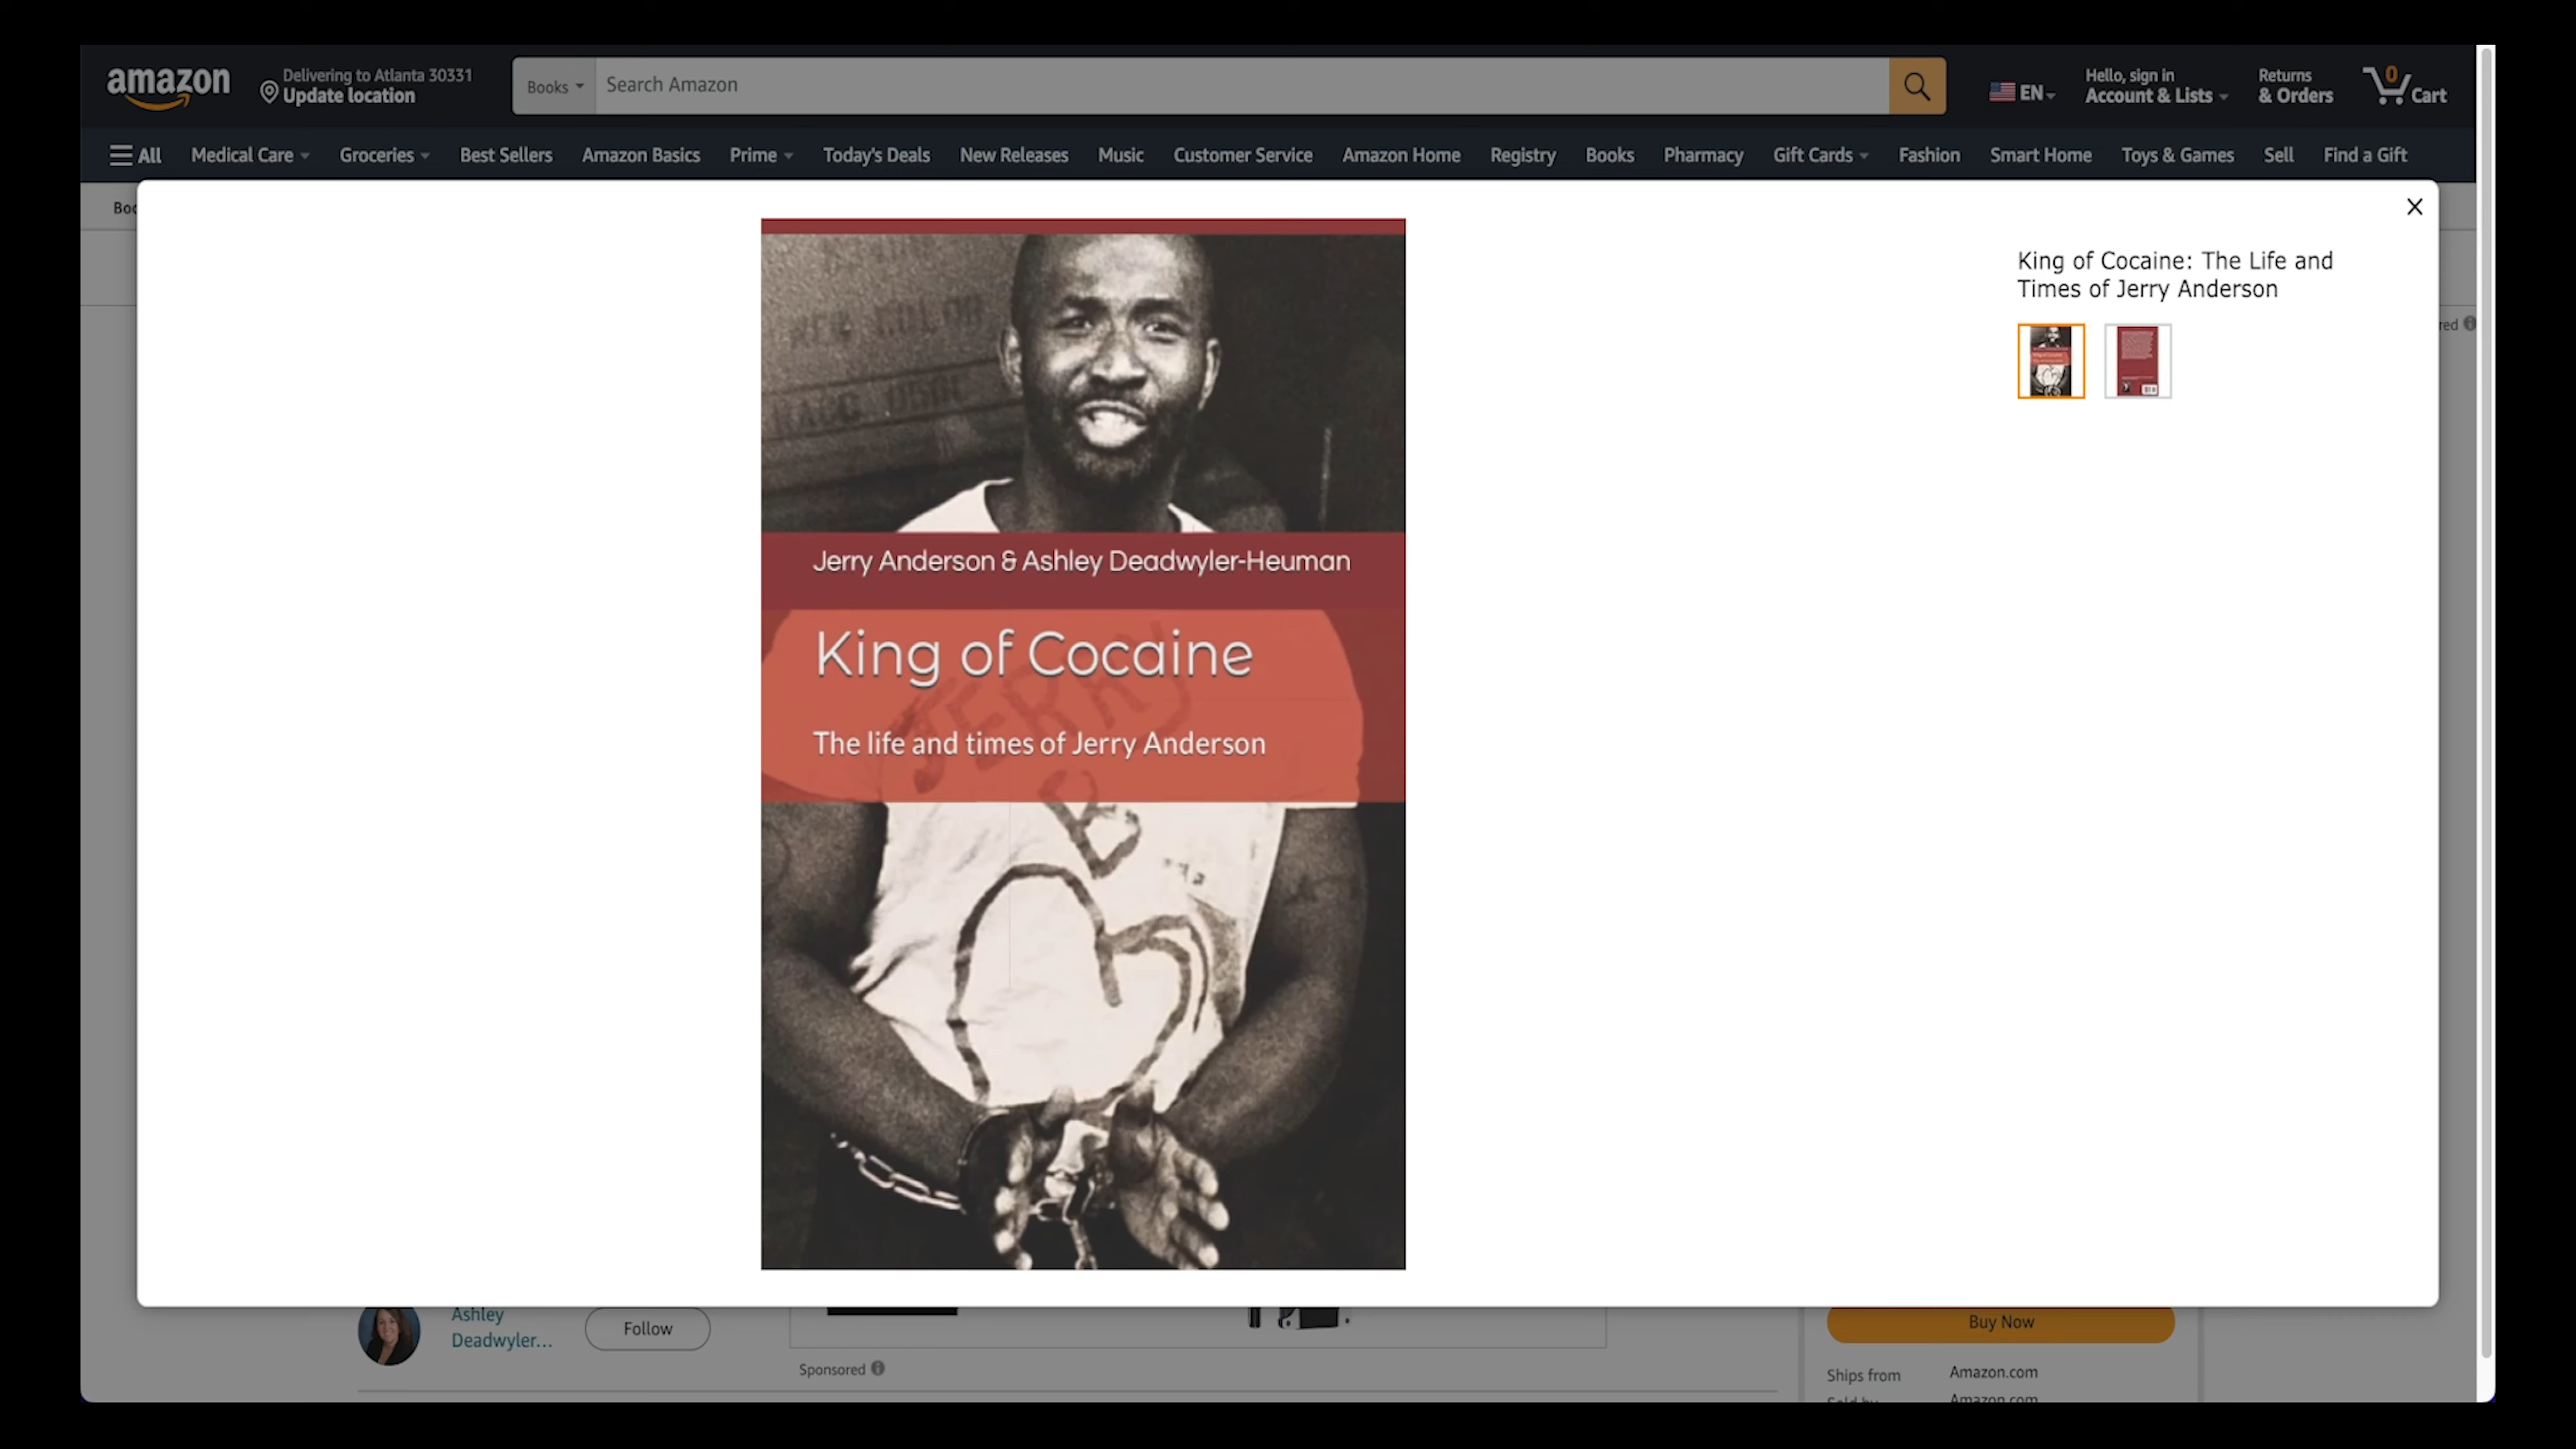 amazon
Delivering to Atlanta 30331
Update location
Books
Search Amazon
EN
Hello, sign in
Account & Lists
Returns
& Orders
0
Cart
All
Medical Care
Groceries
Best Sellers
Amazon Basics
Prime
Today's Deals
New Releases
Music
Customer Service
Amazon Home
Registry
Books
Pharmacy
Gift Cards
Fashion
Smart Home
Toys & Games
Sell
Find a Gift
King of Cocaine: The Life and
Times of Jerry Anderson
Jerry Anderson & Ashley Deadwyler-Heuman
King of Cocaine
The life and times of Jerry Anderson
JERRY
Ashley
Deadwyler...
Follow
Sponsored
Buy Now
Ships from
Amazon.com
Amazon.com